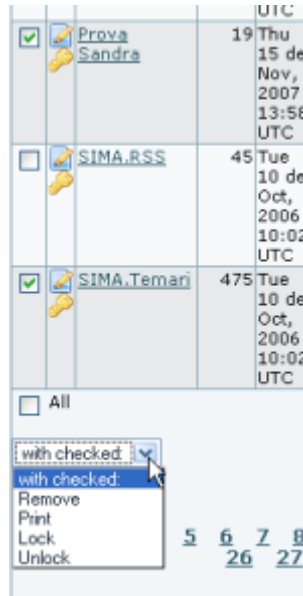 UTC
Prova 19 Thu
Sandra 15 de
Nov,
2007
13:58
UTC
SIMA.RSS 45 Tue
10 de
Oct,
2006
10:02
UTC
SIMA.Temari 475 Tue
10 de
Oct,
2006
10:02
UTC
All
with checked:
with checked:
Remove
Print
Lock
Unlock
5 6 7 8
26 27